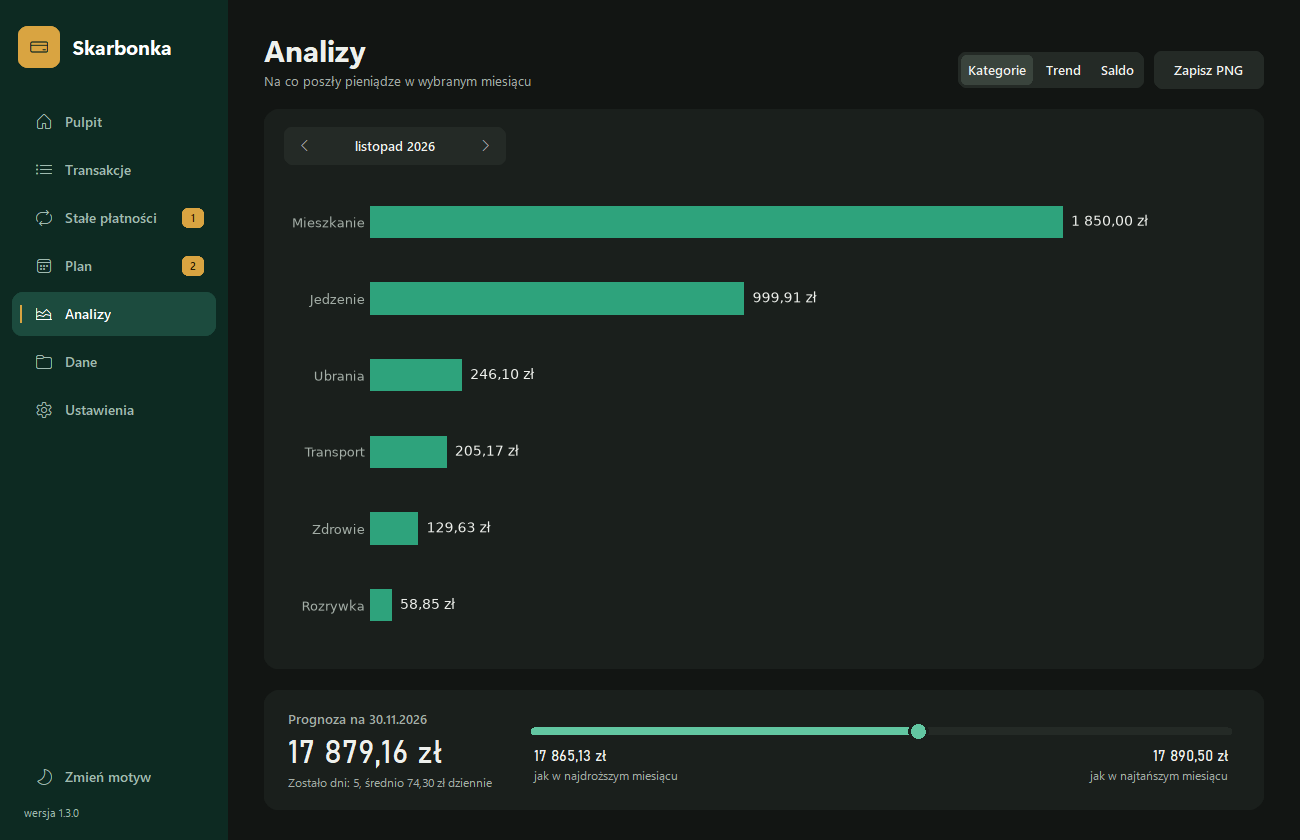 Skarbonka
Pulpit
Transakcje
Stałe płatności 1
Plan 2
Analizy
Dane
Ustawienia
Zmień motyw
wersja 1.3.0
Analizy
Na co poszły pieniądze w wybranym miesiącu
Kategorie Trend Saldo Zapisz PNG
listopad 2026
Mieszkanie 1 850,00 zł
Jedzenie 999,91 zł
Ubrania 246,10 zł
Transport 205,17 zł
Zdrowie 129,63 zł
Rozrywka 58,85 zł
Prognoza na 30.11.2026
17 879,16 zł
Zostało dni: 5, średnio 74,30 zł dziennie
17 865,13 zł
jak w najdroższym miesiącu
17 890,50 zł
jak w najtańszym miesiącu